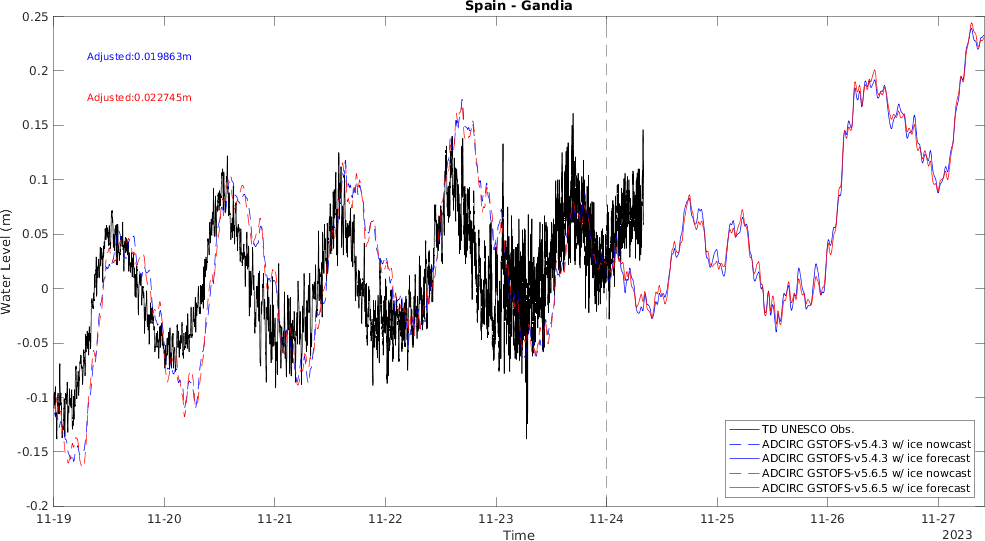 Spain - Gandia
0.25
0.2
0.15
0.1
0.05
0
-0.05
-0.1
-0.15
-0.2
Water Level (m)
Adjusted:0.019863m
Adjusted:0.022745m
TD UNESCO Obs.
ADCIRC GSTOFS-v5.4.3 w/ ice nowcast
ADCIRC GSTOFS-v5.4.3 w/ ice forecast
ADCIRC GSTOFS-v5.6.5 w/ ice nowcast
ADCIRC GSTOFS-v5.6.5 w/ ice forecast
11-19 11-20 11-21 11-22 11-23 11-24 11-25 11-26 11-27
Time
2023